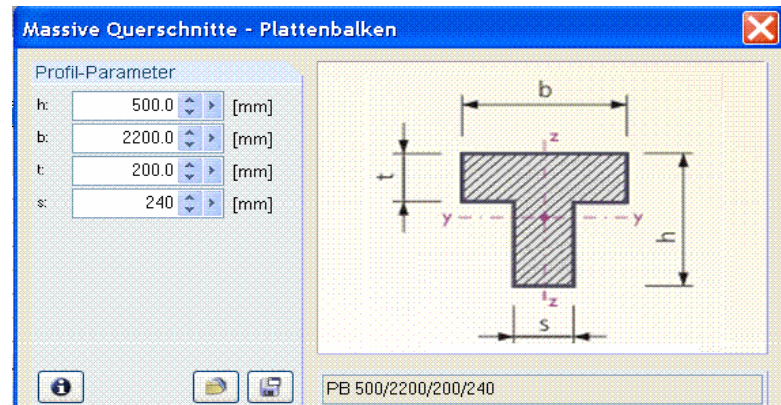 Massive Querschnitte - Plattenbalken
Profil-Parameter
h: 500.0 [mm]
b: 2200.0 [mm]
t: 200.0 [mm]
s: 240 [mm]
b
z
t
y y
h
z
s
PB 500/2200/200/240